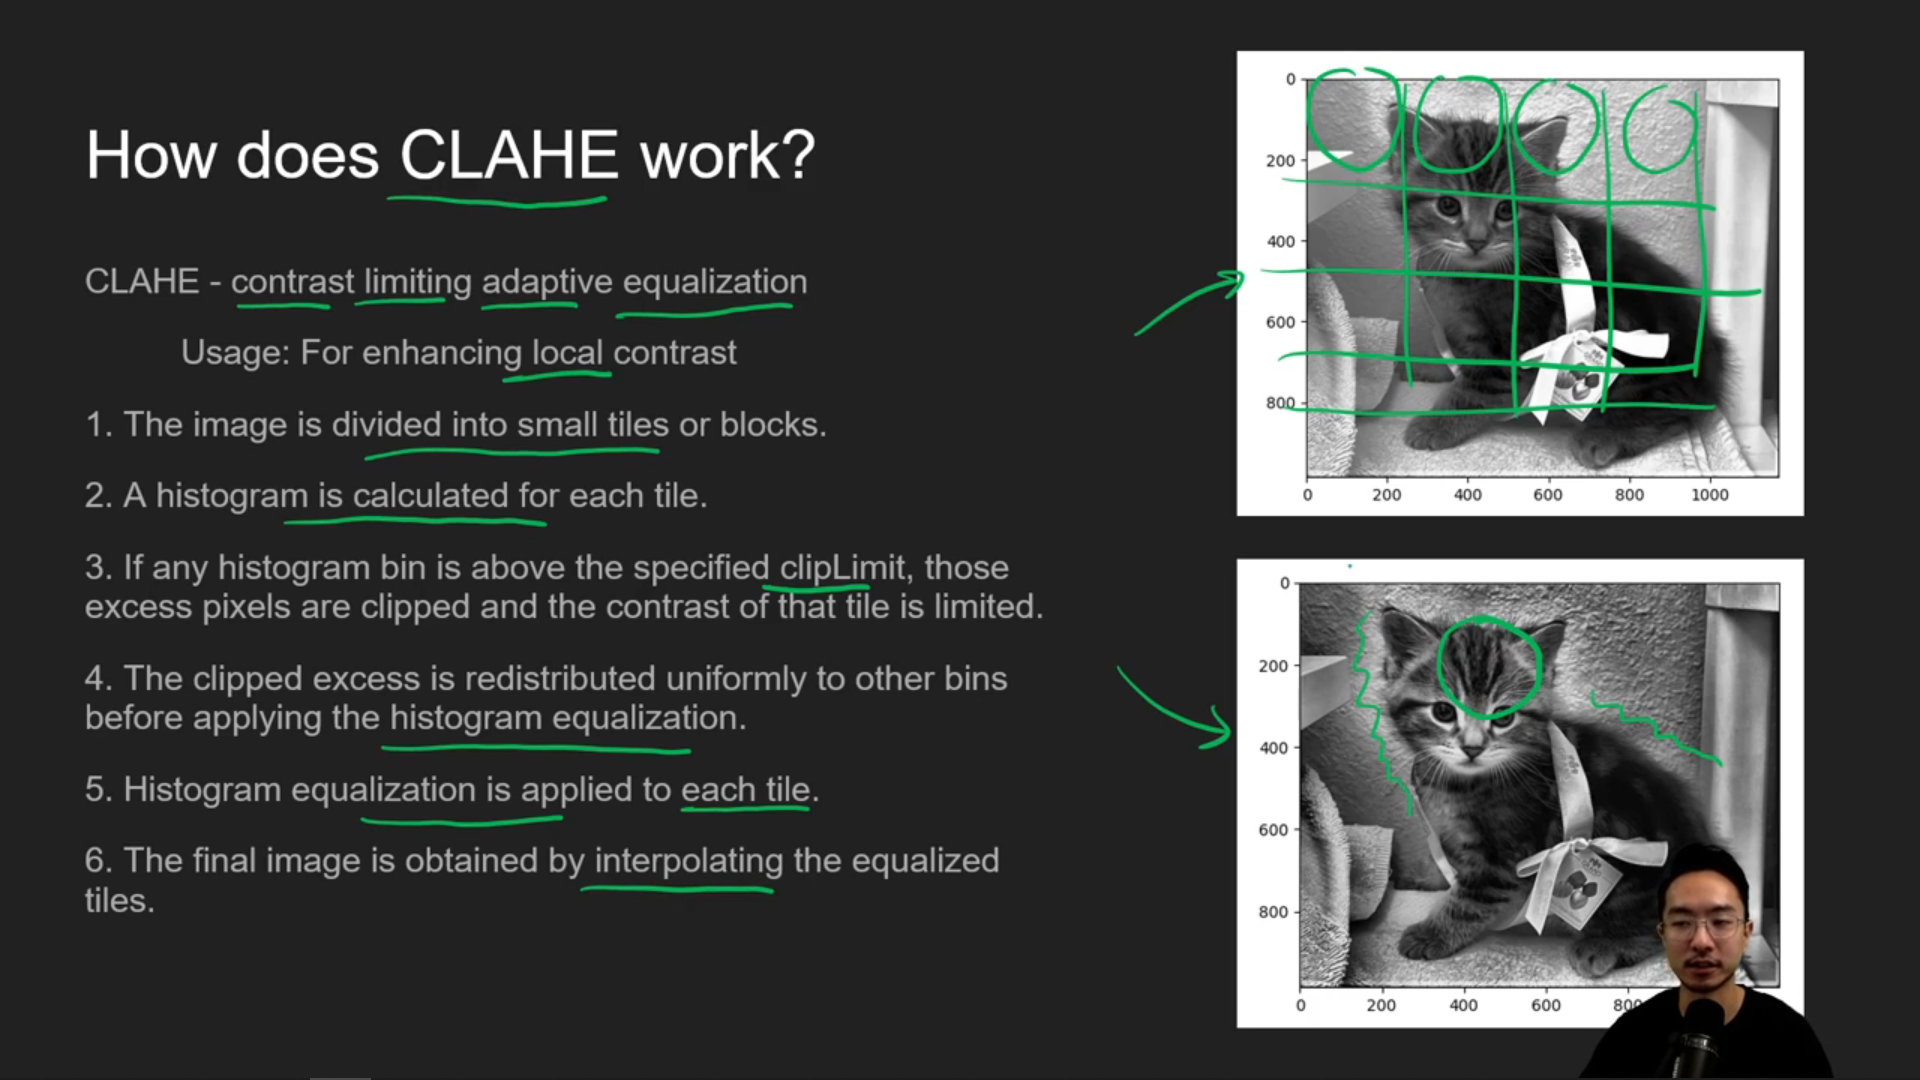 How does CLAHE work?
CLAHE - contrast limiting adaptive equalization
Usage: For enhancing local contrast
1. The image is divided into small tiles or blocks.
2. A histogram is calculated for each tile.
3. If any histogram bin is above the specified clipLimit, those
excess pixels are clipped and the contrast of that tile is limited.
4. The clipped excess is redistributed uniformly to other bins
before applying the histogram equalization.
5. Histogram equalization is applied to each tile.
6. The final image is obtained by interpolating the equalized
tiles.
0
200
400
600
800
0 200 400 600 800 1000
0
200
400
600
800
0 200 400 600